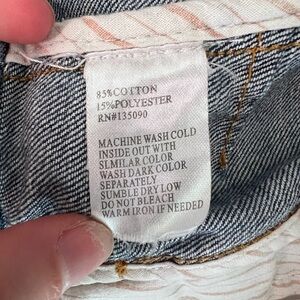 85%COTTON
15%POLYESTER
RN#135090
MACHINE WASH COLD
INSIDE OUT WITH
SLMILAR COLOR
WASH DARK COLOR
SEPARATELY
SUMBLE DRY LOW
DO NOT BLEACH
WARM IRON IF NEEDED